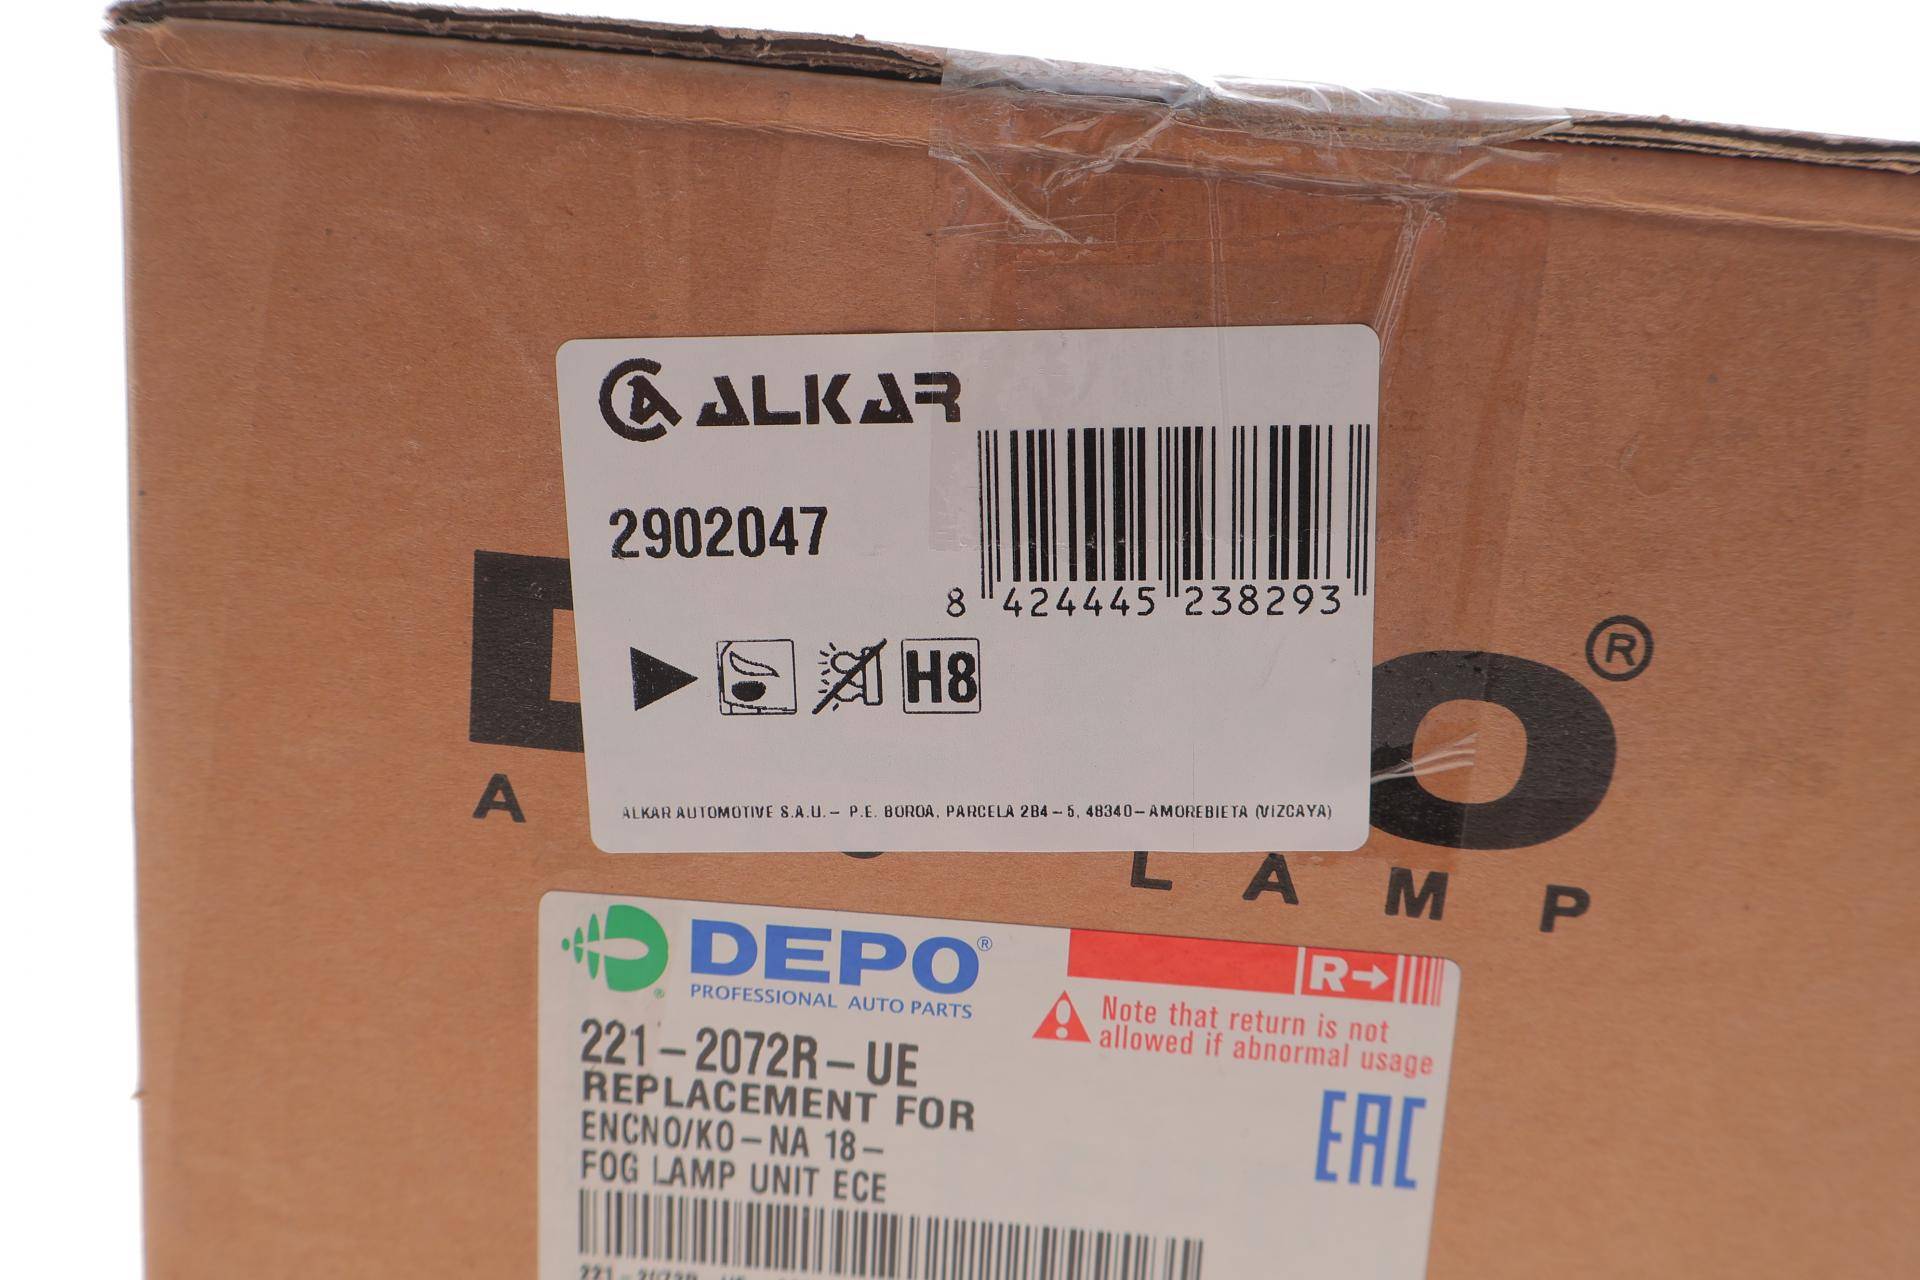 ALKAR
2902047
8 424445 238293
H8
ALKAR AUTOMOTIVE S.A.U.- P.E. BOROA, PARCELA 2B4-5, 48340-AMOREBIETA (VIZCAYA)
D O ®
A L A M P
DEPO®
PROFESSIONAL AUTO PARTS
R→
Note that return is not
allowed if abnormal usage
221-2072R-UE
REPLACEMENT FOR
ENCNO/KO-NA 18-
FOG LAMP UNIT ECE
EAC